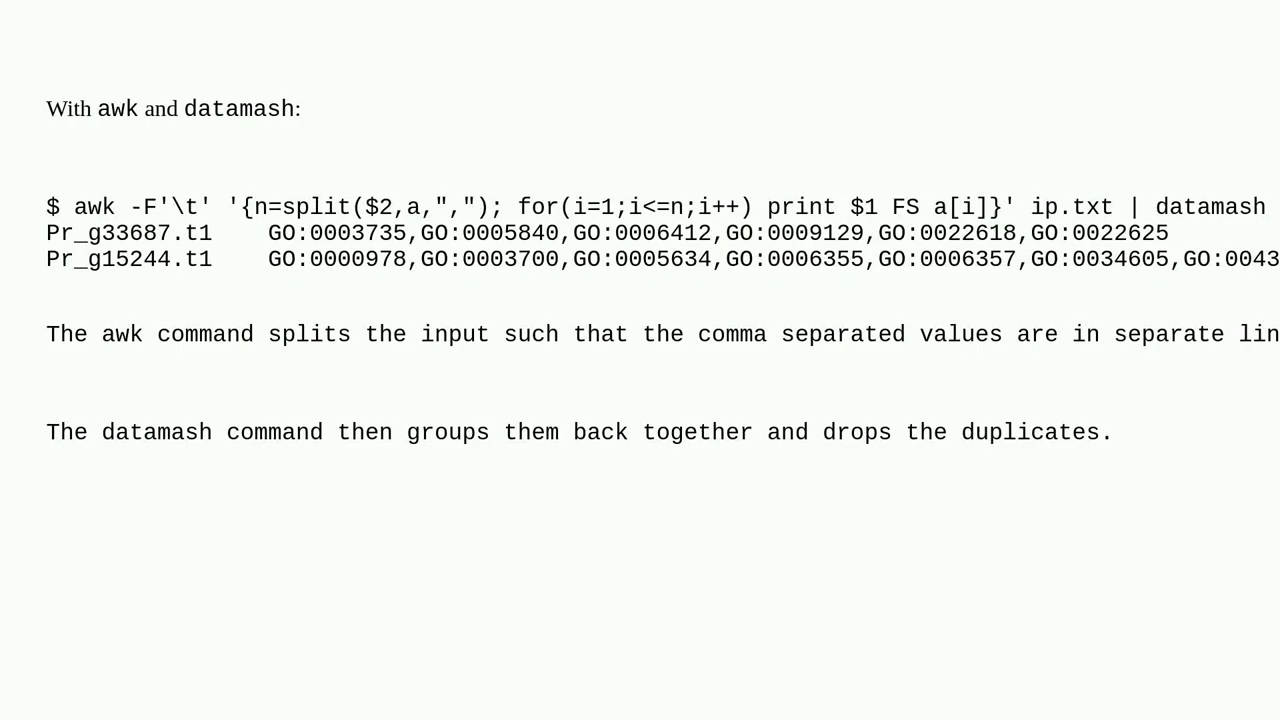 With awk and datamash:
$ awk -F'\t' '{n=split($2,a,","); for(i=1;i<=n;i++) print $1 FS a[i]}' ip.txt | datamash
Pr_g33687.t1    GO:0003735,GO:0005840,GO:0006412,GO:0009129,GO:0022618,GO:0022625
Pr_g15244.t1    GO:0000978,GO:0003700,GO:0005634,GO:0006355,GO:0006357,GO:0034605,GO:0043
The awk command splits the input such that the comma separated values are in separate lin
The datamash command then groups them back together and drops the duplicates.